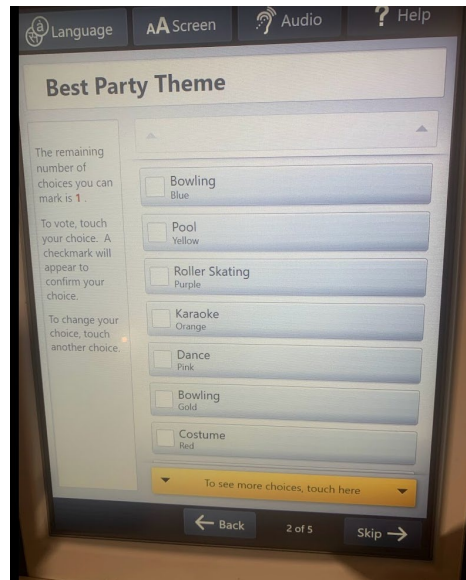 Language
AA Screen
Audio
? Help
Best Party Theme
The remaining
number of
choices you can
mark is 1 .
To vote, touch
your choice. A
checkmark will
appear to
confirm your
choice.
To change your
choice, touch
another choice.
Bowling
Blue
Pool
Yellow
Roller Skating
Purple
Karaoke
Orange
Dance
Pink
Bowling
Gold
Costume
Red
To see more choices, touch here
Back
2 of 5
Skip